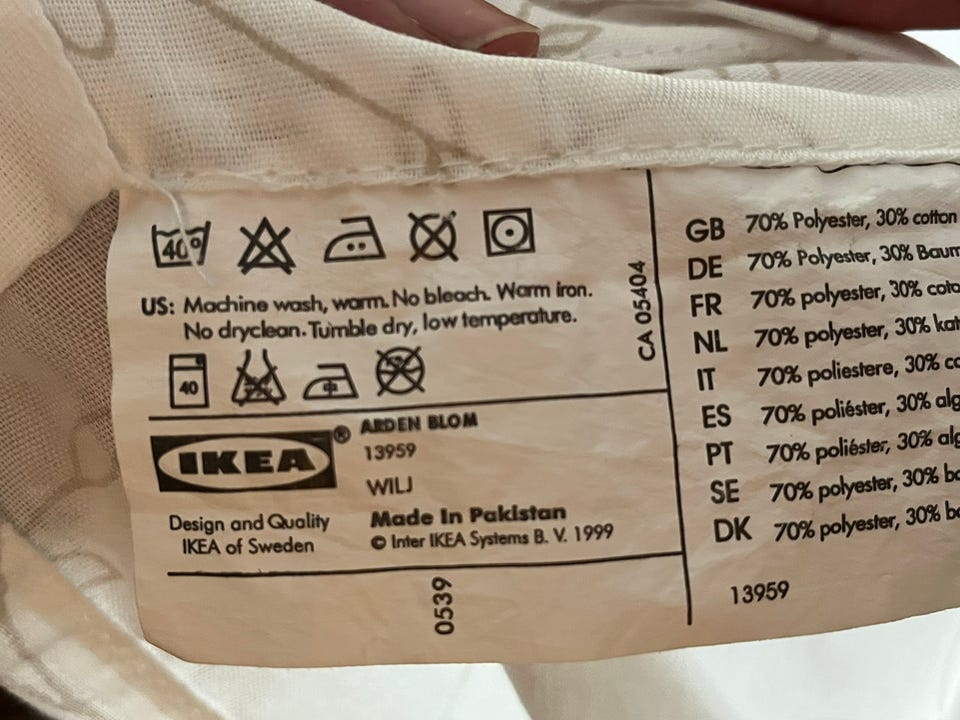 40°
US: Machine wash, warm. No bleach. Warm iron.
No dryclean. Tumble dry, low temperature.
40
CA 05404
IKEA®
Design and Quality
IKEA of Sweden
ARDEN BLOM
13959
WILJ
Made In Pakistan
© Inter IKEA Systems B. V. 1999
0539
GB 70% Polyester, 30% cotton
DE 70% Polyester, 30% Baum
FR 70% polyester, 30% coto
NL 70% polyester, 30% kat
IT 70% poliestere, 30% co
ES 70% poliéster, 30% alg
PT 70% poliéster, 30% alg
SE 70% polyester, 30% bo
DK 70% polyester, 30% bo
13959